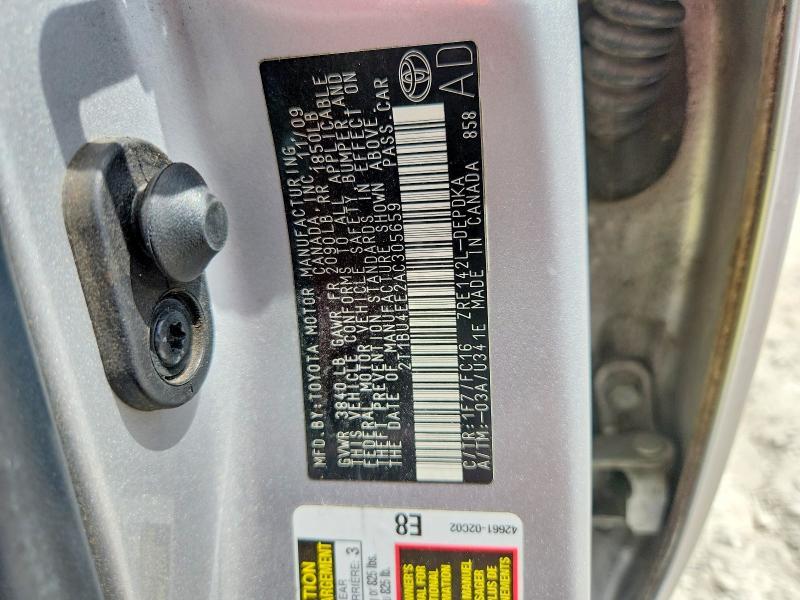 MFD.BY:TOYOTA MOTOR MANUFACTURING,
CANADA INC. 11/09
GVWR 3840LB GAWR FR 2090LB RR 1850LB
THIS VEHICLE CONFORMS TO ALL APPLICABLE
FEDERAL MOTOR VEHICLE SAFETY, BUMPER AND
THEFT PREVENTION STANDARDS IN EFFECT ON
THE DATE OF MANUFACTURE SHOWN ABOVE.
2T1BU4EE2AC305659 PASS.CAR
C/TR:1F7/FC16 ZRE142L-DEPDKA
A/TM:-03A/U341E MADE IN CANADA 858
AD
E8
42661-02C02